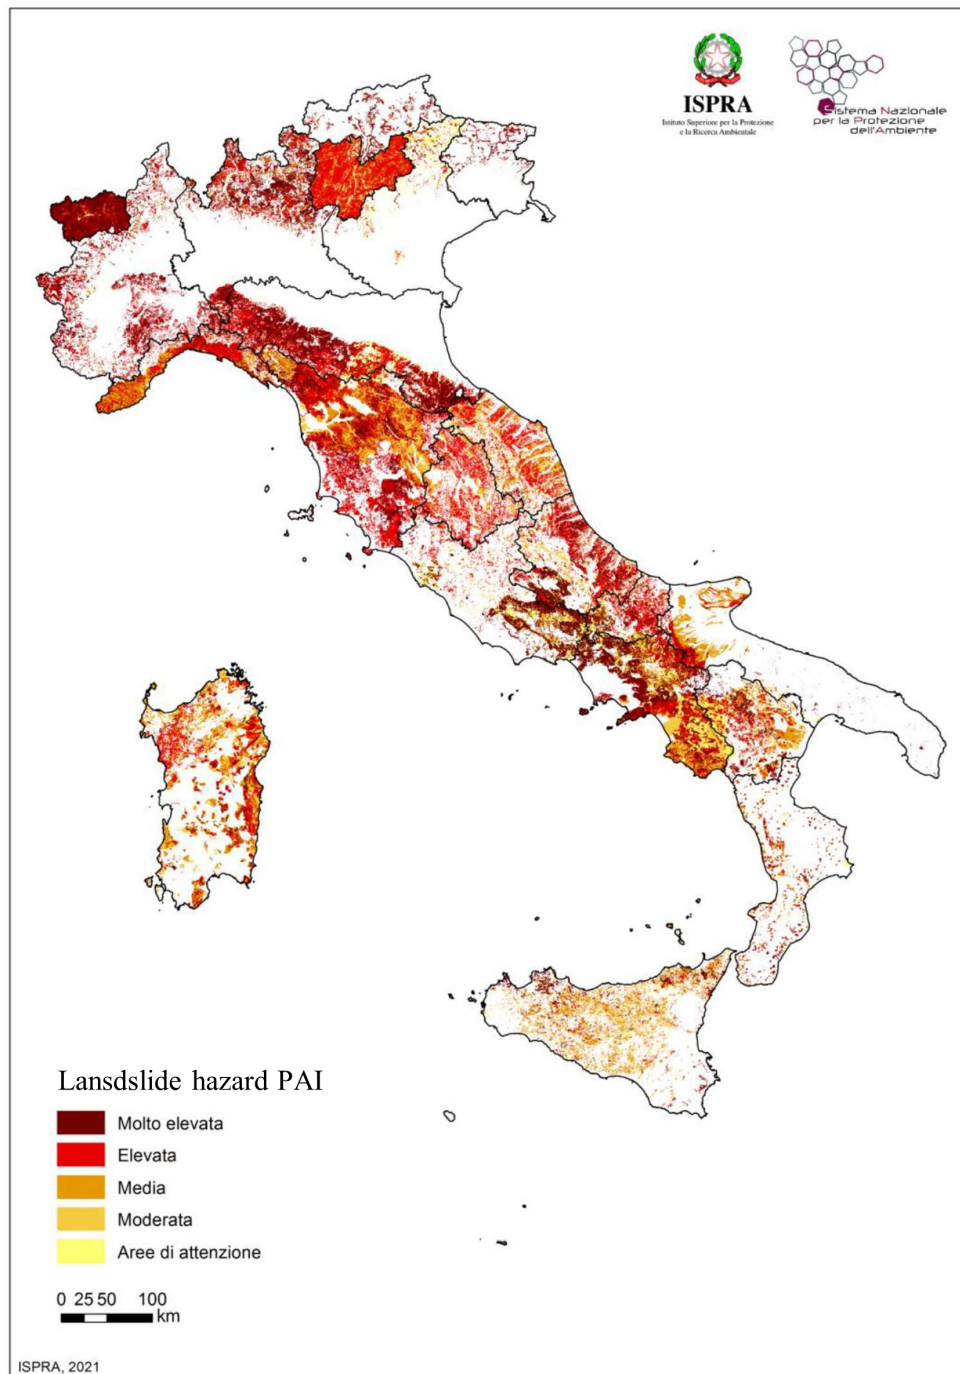 ISPRA
Istituto Superiore per la Protezione
e la Ricerca Ambientale
Sistema Nazionale
per la Protezione
dell'Ambiente
Lansdslide hazard PAI
Molto elevata
Elevata
Media
Moderata
Aree di attenzione
0 25 50 100
km
ISPRA, 2021